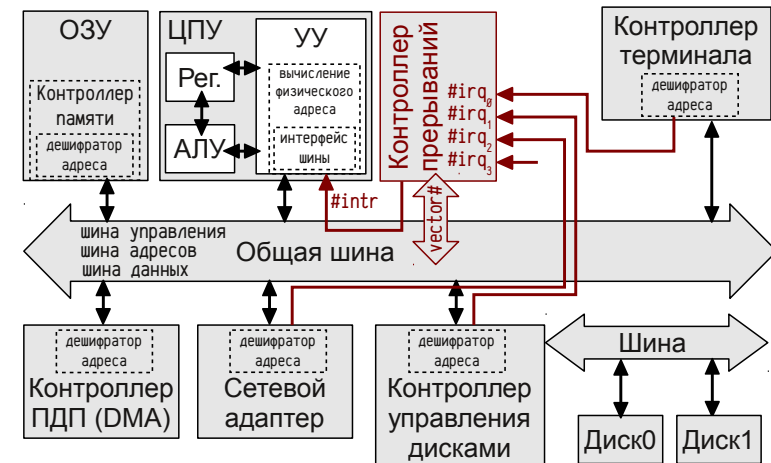 ОЗУ
Контроллер
памяти
дешифратор
адреса
ЦПУ
Рег.
АЛУ
УУ
вычисление
физического
адреса
интерфейс
шины
#intr
Контроллер
прерываний
#irq0
#irq1
#irq2
#irq3
vector#
Контроллер
терминала
дешифратор
адреса
шина управления
шина адресов
шина данных
Общая шина
дешифратор
адреса
Контроллер
ПДП (DMA)
дешифратор
адреса
Сетевой
адаптер
дешифратор
адреса
Контроллер
управления
дисками
Шина
Диск0
Диск1